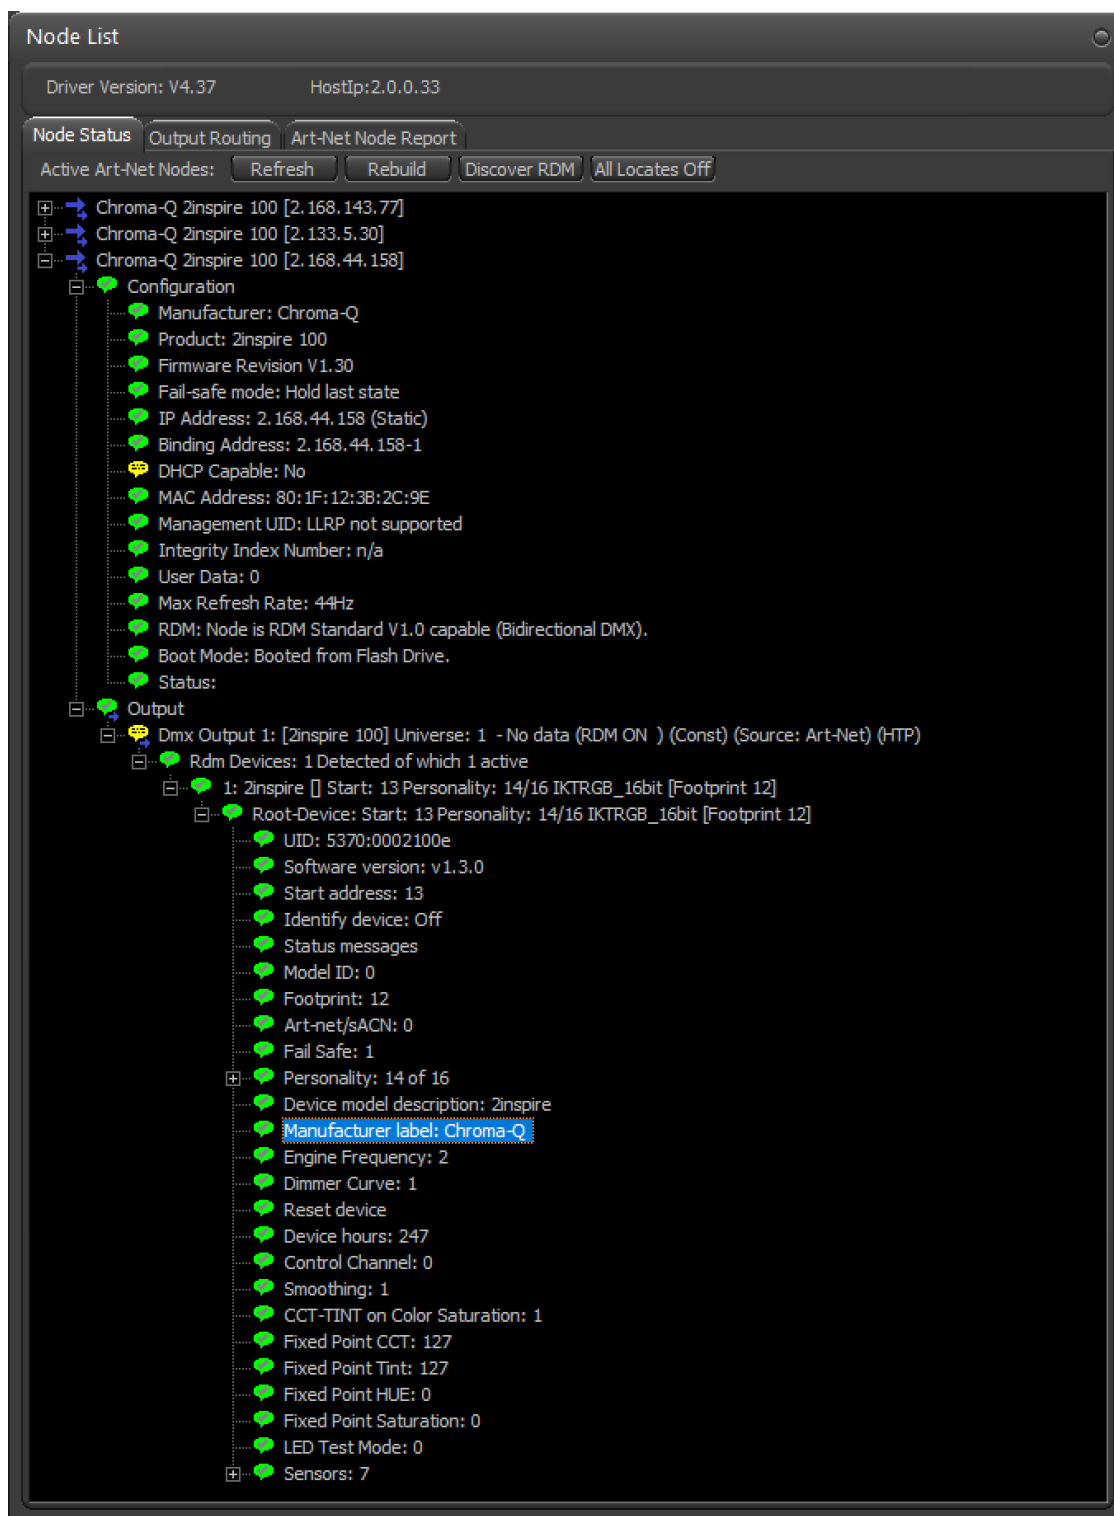 Node List
Driver Version: V4.37 HostIp:2.0.0.33
Node Status Output Routing Art-Net Node Report
Active Art-Net Nodes: Refresh Rebuild Discover RDM All Locates Off
Chroma-Q 2inspire 100 [2.168.143.77]
Chroma-Q 2inspire 100 [2.133.5.30]
Chroma-Q 2inspire 100 [2.168.44.158]
Configuration
Manufacturer: Chroma-Q
Product: 2inspire 100
Firmware Revision V1.30
Fail-safe mode: Hold last state
IP Address: 2.168.44.158 (Static)
Binding Address: 2.168.44.158-1
DHCP Capable: No
MAC Address: 80:1F:12:3B:2C:9E
Management UID: LLRP not supported
Integrity Index Number: n/a
User Data: 0
Max Refresh Rate: 44Hz
RDM: Node is RDM Standard V1.0 capable (Bidirectional DMX).
Boot Mode: Booted from Flash Drive.
Status:
Output
Dmx Output 1: [2inspire 100] Universe: 1 - No data (RDM ON ) (Const) (Source: Art-Net) (HTP)
Rdm Devices: 1 Detected of which 1 active
1: 2inspire [] Start: 13 Personality: 14/16 IKTRGB_16bit [Footprint 12]
Root-Device: Start: 13 Personality: 14/16 IKTRGB_16bit [Footprint 12]
UID: 5370:0002100e
Software version: v1.3.0
Start address: 13
Identify device: Off
Status messages
Model ID: 0
Footprint: 12
Art-net/sACN: 0
Fail Safe: 1
Personality: 14 of 16
Device model description: 2inspire
Manufacturer label: Chroma-Q
Engine Frequency: 2
Dimmer Curve: 1
Reset device
Device hours: 247
Control Channel: 0
Smoothing: 1
CCT-TINT on Color Saturation: 1
Fixed Point CCT: 127
Fixed Point Tint: 127
Fixed Point HUE: 0
Fixed Point Saturation: 0
LED Test Mode: 0
Sensors: 7